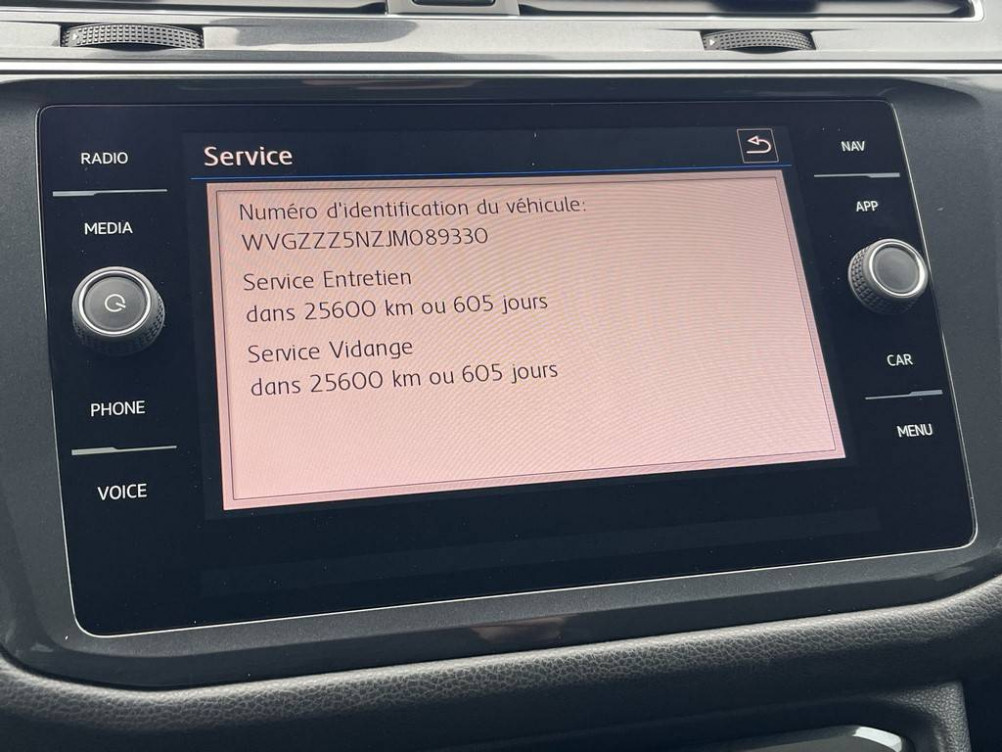 RADIO
MEDIA
PHONE
VOICE
Service
Numéro d'identification du véhicule:
WVGZZZ5NZJM089330
Service Entretien
dans 25600 km ou 605 jours
Service Vidange
dans 25600 km ou 605 jours
NAV
APP
CAR
MENU